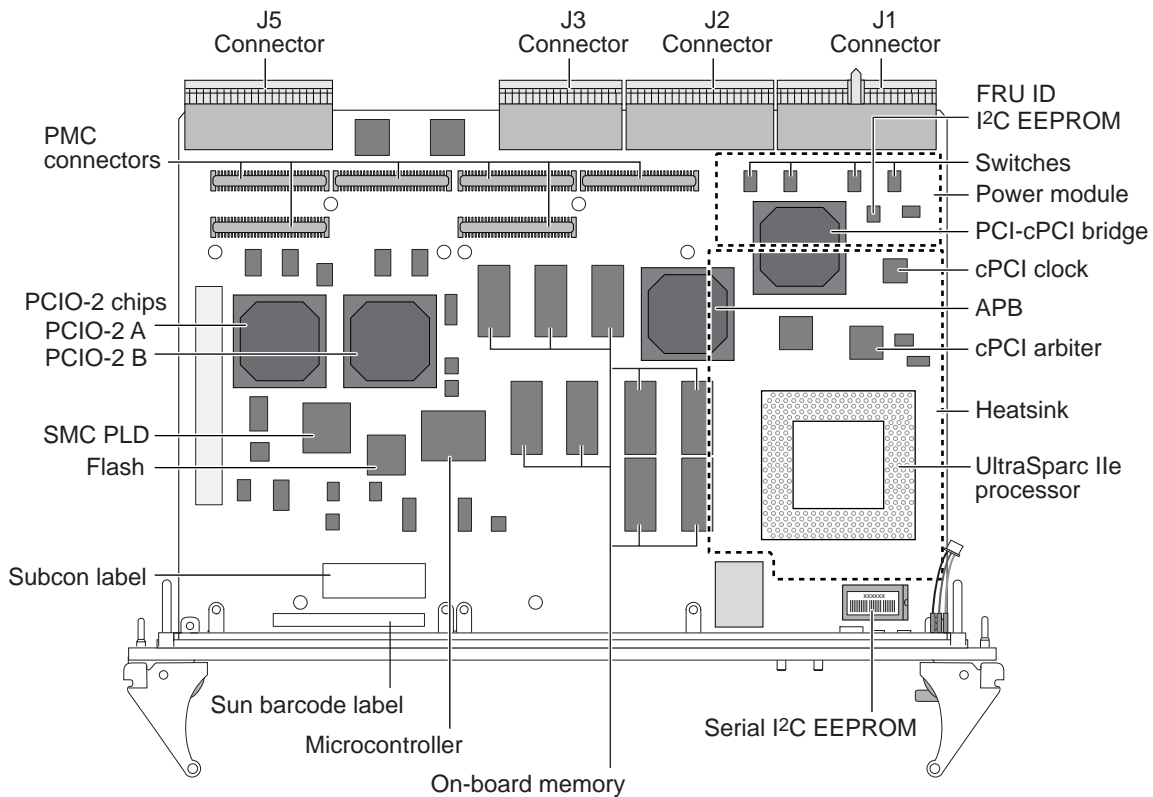 J5
Connector
J3
Connector
J2
Connector
J1
Connector
FRU ID
I2C EEPROM
PMC
connectors
Switches
Power module
PCI-cPCI bridge
cPCI clock
PCIO-2 chips
PCIO-2 A
PCIO-2 B
APB
cPCI arbiter
Heatsink
SMC PLD
Flash
UltraSparc IIe
processor
Subcon label
xxxxxx
Sun barcode label
Serial I2C EEPROM
Microcontroller
On-board memory